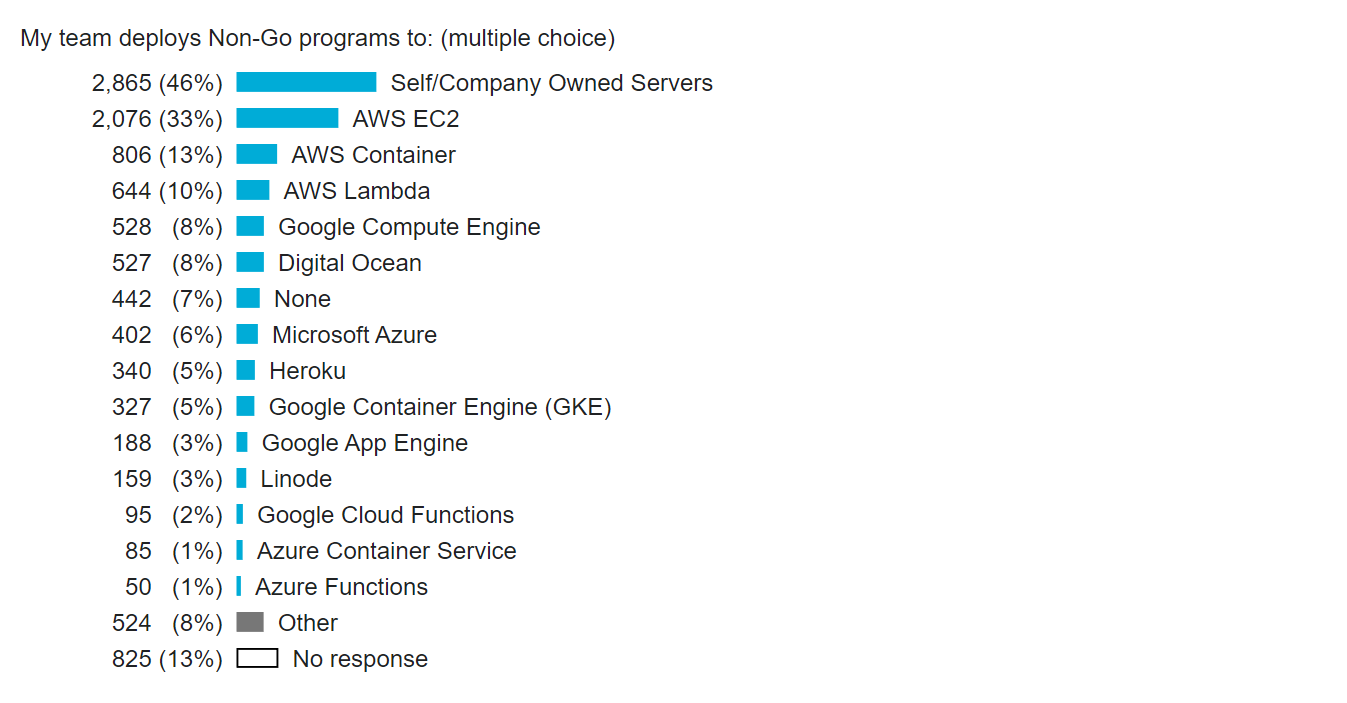 My team deploys Non-Go programs to: (multiple choice)
2,865 (46%) Self/Company Owned Servers
2,076 (33%) AWS EC2
806 (13%) AWS Container
644 (10%) AWS Lambda
528 (8%) Google Compute Engine
527 (8%) Digital Ocean
442 (7%) None
402 (6%) Microsoft Azure
340 (5%) Heroku
327 (5%) Google Container Engine (GKE)
188 (3%) Google App Engine
159 (3%) Linode
95 (2%) Google Cloud Functions
85 (1%) Azure Container Service
50 (1%) Azure Functions
524 (8%) Other
825 (13%) No response